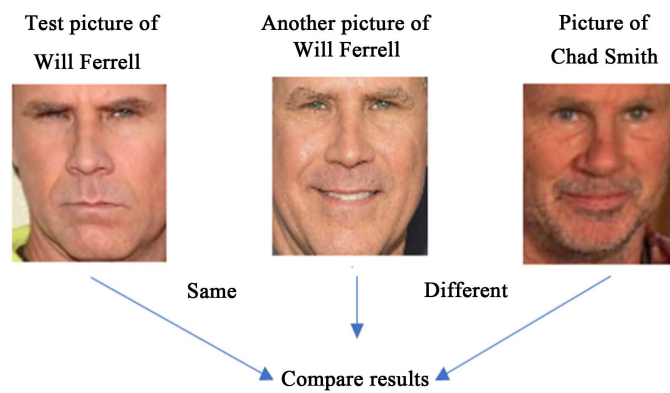 Test picture of
Will Ferrell
Another picture of
Will Ferrell
Picture of
Chad Smith
Same
Different
Compare results